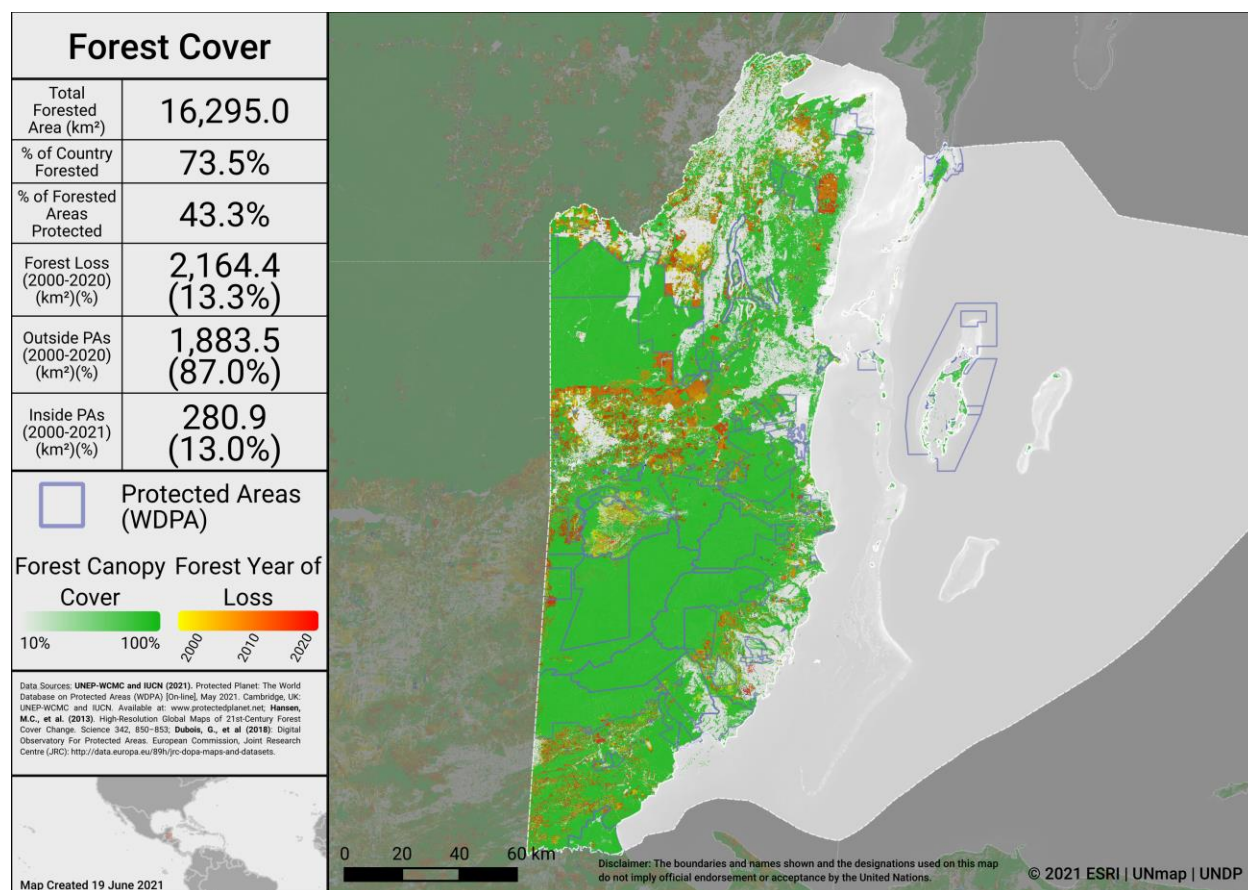 Forest Cover
Total
Forested
Area (km²)
16,295.0
% of Country
Forested
73.5%
% of Forested
Areas
Protected
43.3%
Forest Loss
(2000-2020)
(km²)(%)
2,164.4
(13.3%)
Outside PAs
(2000-2020)
(km²)(%)
1,883.5
(87.0%)
Inside PAs
(2000-2021)
(km²)(%)
280.9
(13.0%)
Protected Areas
(WDPA)
Forest Canopy
Cover
10%
100%
Forest Year of
Loss
2000
2010
2020
Data Sources: UNEP-WCMC and IUCN (2021). Protected Planet: The World
Database on Protected Areas (WDPA) [On-line], May 2021. Cambridge, UK:
UNEP-WCMC and IUCN. Available at: www.protectedplanet.net; Hansen,
M.C., et al. (2013). High-Resolution Global Maps of 21st-Century Forest
Cover Change. Science 342, 850–853; Dubois, G., et al (2018): Digital
Observatory For Protected Areas. European Commission, Joint Research
Centre (JRC): http://data.europa.eu/89h/jrc-dopa-maps-and-datasets.
Map Created 19 June 2021
0 20 40 60 km
Disclaimer: The boundaries and names shown and the designations used on this map
do not imply official endorsement or acceptance by the United Nations.
© 2021 ESRI | UNmap | UNDP